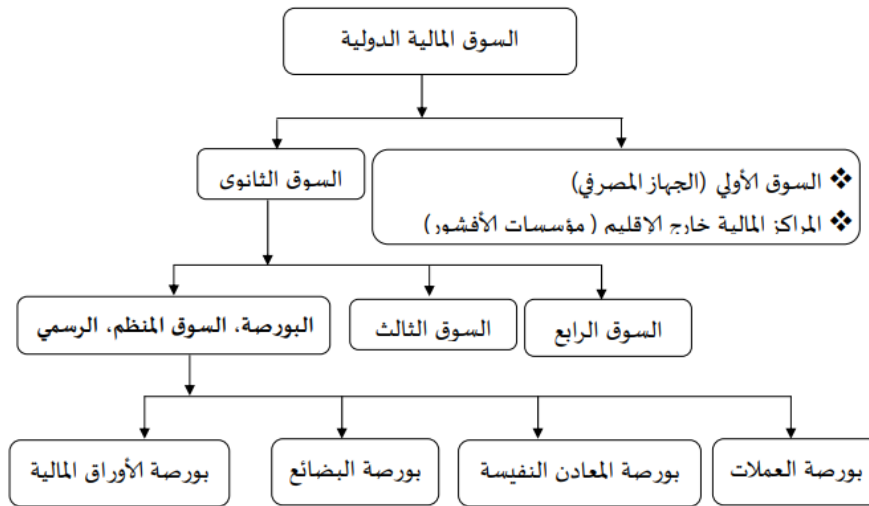 السوق المالية الدولية
❖ السوق الأولي (الجهاز المصرفي)
❖ المراكز المالية خارج الإقليم ( مؤسسات الأفشور)
السوق الثانوي
السوق الرابع
السوق الثالث
البورصة، السوق المنظم، الرسمي
بورصة العملات
بورصة المعادن النفيسة
بورصة البضائع
بورصة الأوراق المالية